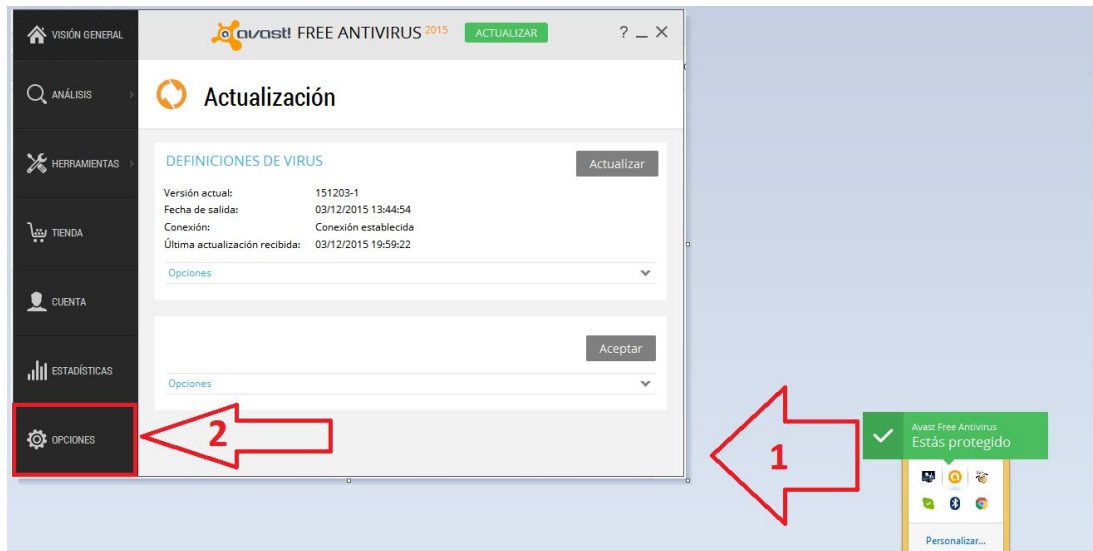 VISIÓN GENERAL
avast! FREE ANTIVIRUS 2015
ACTUALIZAR
?
ANÁLISIS
Actualización
HERRAMIENTAS
DEFINICIONES DE VIRUS
Actualizar
Versión actual: 151203-1
Fecha de salida: 03/12/2015 13:44:54
Conexión: Conexión establecida
Última actualización recibida: 03/12/2015 19:59:22
TIENDA
Opciones
CUENTA
Aceptar
ESTADÍSTICAS
Opciones
OPCIONES
2
1
Avast Free Antivirus
Estás protegido
Personalizar...